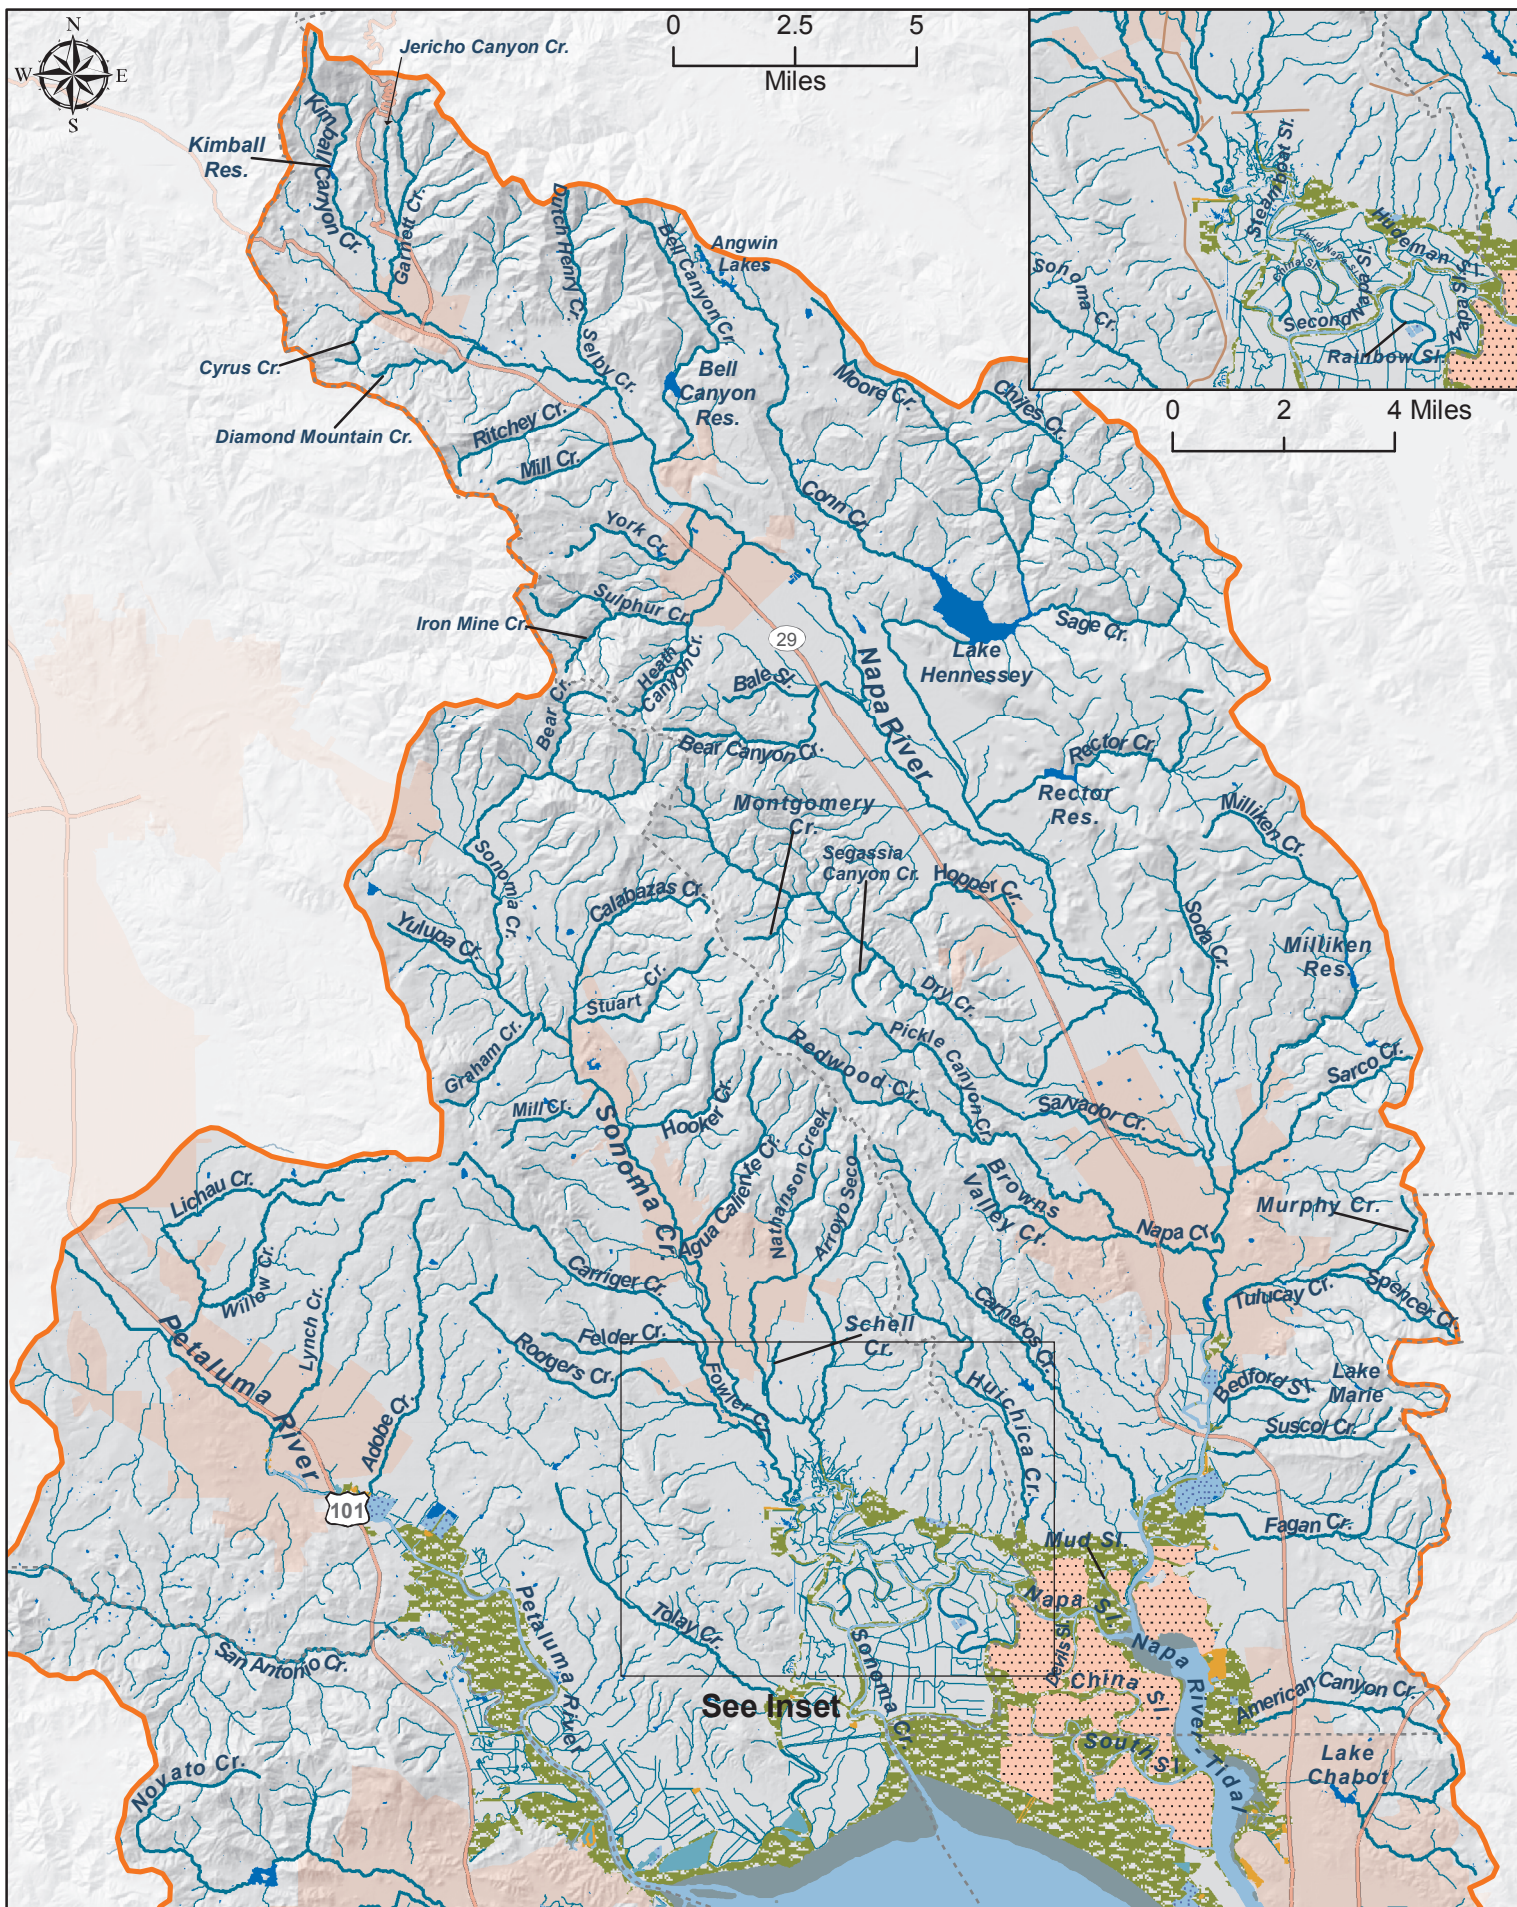 N
W
E
S
0 2.5 5
Miles
Jericho Canyon Cr.
Kimball
Res.
Kimball Canyon Cr.
Garnett Cr.
Dutch Henry Cr.
Bell Canyon Cr.
Angwin
Lakes
Cyrus Cr.
Diamond Mountain Cr.
Selby Cr.
Bell
Canyon
Res.
Ritchey Cr.
Mill Cr.
Moore Cr.
Chiles Cr.
Conn Cr.
York Cr.
Sulphur Cr.
Iron Mine Cr.
Heath
Canyon Cr.
Bear Cr.
Bale Sl.
Bear Canyon Cr.
29
Napa River
Lake
Hennessey
Sage Cr.
Rector Cr.
Rector
Res.
Milliken Cr.
Montgomery
Cr.
Segassia
Canyon Cr.
Hopper Cr.
Sonoma Cr.
Calabazas Cr.
Yulupa Cr.
Stuart Cr.
Graham Cr.
Mill Cr.
Soda Cr.
Milliken
Res.
Dry Cr.
Pickle Canyon Cr.
Redwood Cr.
Salvador Cr.
Sarco Cr.
Hooker Cr.
Sonoma Cr.
Agua Caliente Cr.
Nathanson Creek
Arroyo Seco
Browns
Valley Cr.
Napa Cr.
Murphy Cr.
Lichau Cr.
Willow Cr.
Lynch Cr.
Petaluma River
Adobe Cr.
Carriger Cr.
Felder Cr.
Rodgers Cr.
Fowler Cr.
Schell
Cr.
Carneros Cr.
Huichica Cr.
Tulucay Cr.
Spencer Cr.
Bedford Sl.
Lake
Marie
Suscol Cr.
Fagan Cr.
101
Mud Sl.
Napa Sl.
Devils Sl.
China Sl.
South Sl.
Napa River - Tidal
American Canyon Cr.
Lake
Chabot
Petaluma River
Tolay Cr.
Sonoma Cr.
See Inset
San Antonio Cr.
Novato Cr.
Sonoma Cr.
Steamboat Sl.
Hudeman Sl.
Third Napa Sl.
China Sl.
Second Napa Sl.
Napa Sl.
Rainbow Sl.
0 2 4 Miles